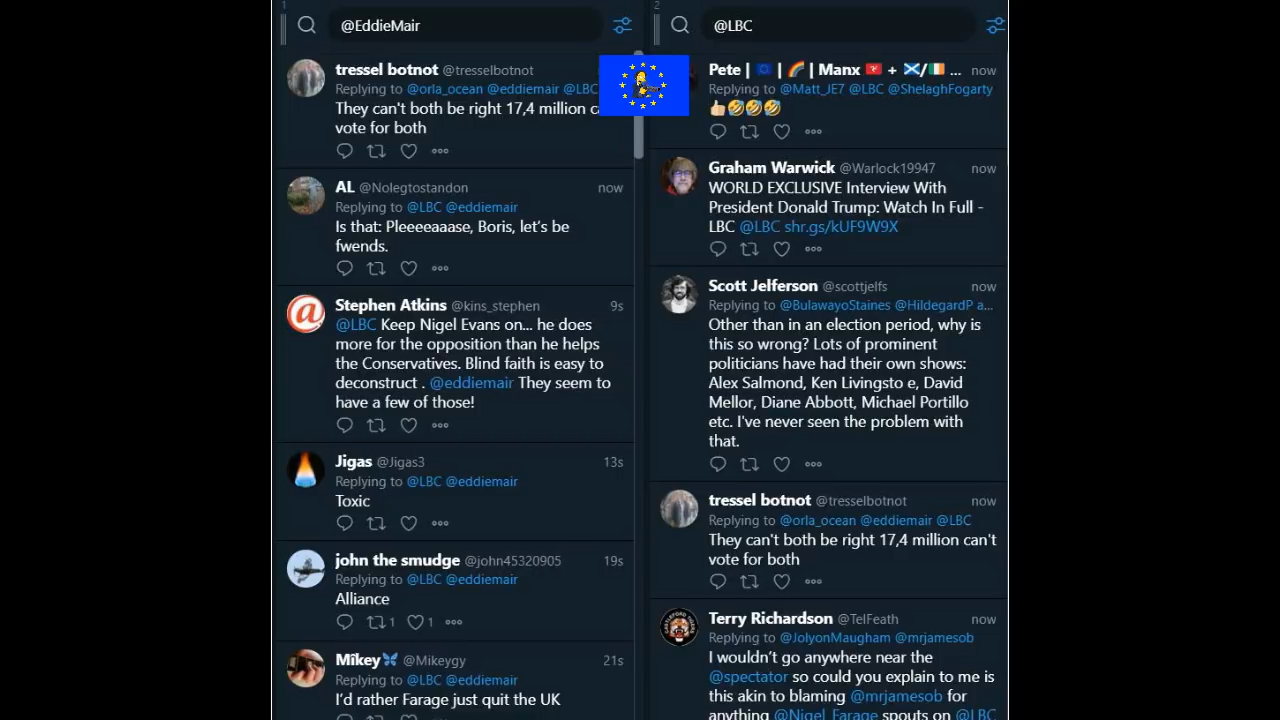 1
@EddieMair
tressel botnot @tresselbotnot
Replying to @orla_ocean @eddiemair @LBC
They can't both be right 17,4 million
vote for both
AL @Nolegtostandon now
Replying to @LBC @eddiemair
Is that: Pleeeeaaase, Boris, let's be
fwends.
Stephen Atkins @kins_stephen 9s
@LBC Keep Nigel Evans on... he does
more for the opposition than he helps
the Conservatives. Blind faith is easy to
deconstruct . @eddiemair They seem to
have a few of those!
Jigas @Jigas3 13s
Replying to @LBC @eddiemair
Toxic
john the smudge @john45320905 19s
Replying to @LBC @eddiemair
Alliance
1 1
Mîkey @Mikeygy 21s
Replying to @LBC @eddiemair
I'd rather Farage just quit the UK
2
@LBC
Pete | | | Manx + / ... now
Replying to @Matt_JE7 @LBC @ShelaghFogarty
Graham Warwick @Warlock19947 now
WORLD EXCLUSIVE Interview With
President Donald Trump: Watch In Full -
LBC @LBC shr.gs/kUF9W9X
Scott Jelferson @scottjelfs now
Replying to @BulawayoStaines @HildegardP a...
Other than in an election period, why is
this so wrong? Lots of prominent
politicians have had their own shows:
Alex Salmond, Ken Livingsto e, David
Mellor, Diane Abbott, Michael Portillo
etc. I've never seen the problem with
that.
tressel botnot @tresselbotnot now
Replying to @orla_ocean @eddiemair @LBC
They can't both be right 17,4 million can't
vote for both
Terry Richardson @TelFeath now
Replying to @JolyonMaugham @mrjamesob
I wouldn't go anywhere near the
@spectator so could you explain to me is
this akin to blaming @mrjamesob for
anything @Nigel_Farage spouts on @LBC